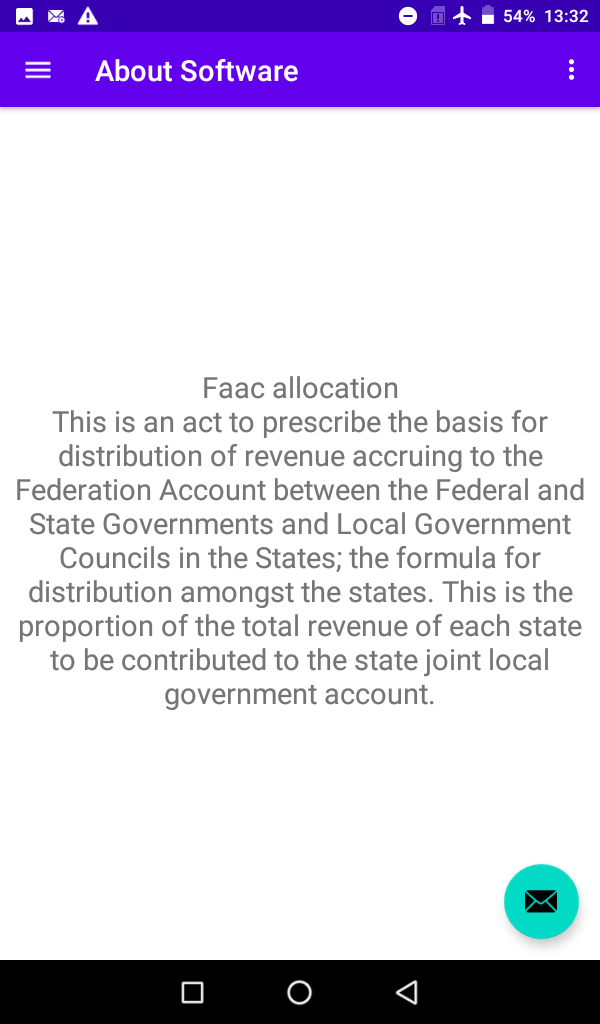 54% 13:32
About Software
Faac allocation
This is an act to prescribe the basis for
distribution of revenue accruing to the
Federation Account between the Federal and
State Governments and Local Government
Councils in the States; the formula for
distribution amongst the states. This is the
proportion of the total revenue of each state
to be contributed to the state joint local
government account.